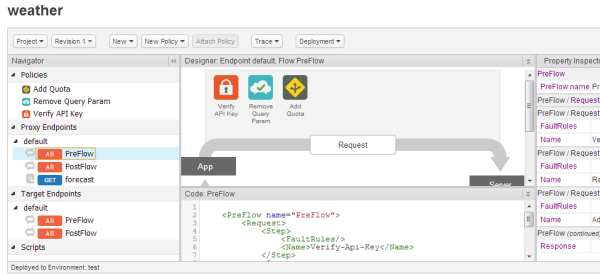 weather
Project Revision 1 New New Policy Attach Policy Trace Deployment
Navigator
Policies
Add Quota
Remove Query Param
Verify API Key
Proxy Endpoints
default
All PreFlow
All PostFlow
GET forecast
Target Endpoints
default
All PreFlow
All PostFlow
Scripts
Designer: Endpoint default, Flow PreFlow
Verify API Key
Remove Query Param
Add Quota
Request
App
Code: PreFlow
1
2 <PreFlow name="PreFlow">
3 <Request>
4 <Step>
5 <FaultRules/>
6 <Name>Verify-Api-Key</Name>
7 </Step>
Property Inspecto
PreFlow
PreFlow name Pr
PreFlow / Request
PreFlow / Request
FaultRules
Name Ve
PreFlow / Request
FaultRules
Name Re
PreFlow / Request
FaultRules
Name Ad
PreFlow (continued)
Response
Deployed to Environment: test